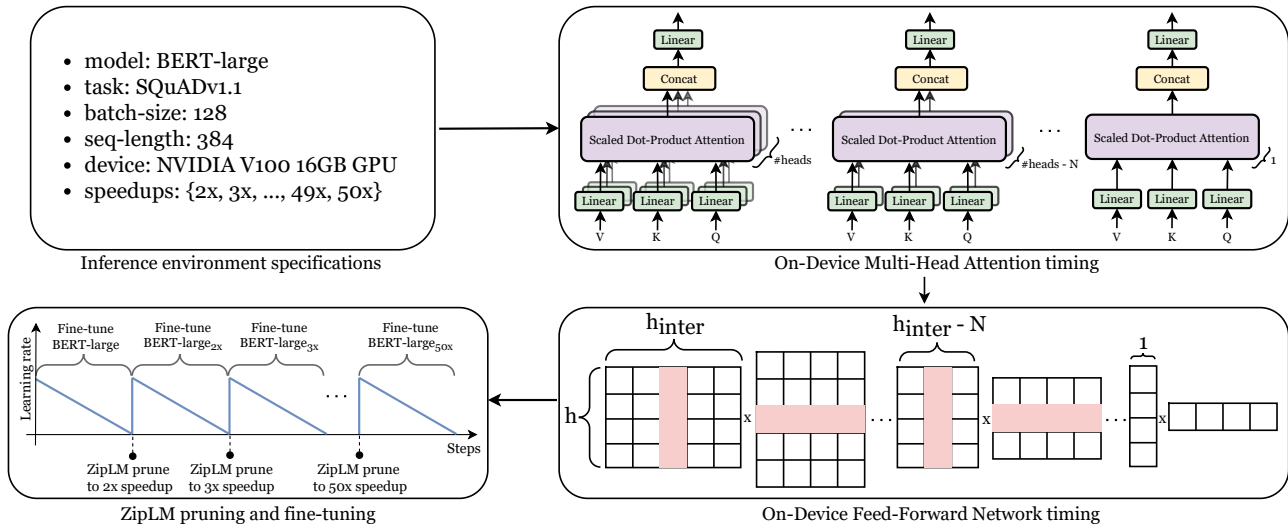 • model: BERT-large
• task: SQuADv1.1
• batch-size: 128
• seq-length: 384
• device: NVIDIA V100 16GB GPU
• speedups: {2x, 3x, ..., 49x, 50x}
Inference environment specifications
Linear
Concat
Scaled Dot-Product Attention
#heads
Linear
Linear
Linear
V
K
Q
...
Linear
Concat
Scaled Dot-Product Attention
#heads - N
Linear
Linear
Linear
V
K
Q
...
Linear
Concat
Scaled Dot-Product Attention
1
Linear
Linear
Linear
V
K
Q
On-Device Multi-Head Attention timing
Learning rate
Fine-tune
BERT-large
Fine-tune
BERT-large2x
Fine-tune
BERT-large3x
Fine-tune
BERT-large50x
...
Steps
ZipLM prune
to 2x speedup
ZipLM prune
to 3x speedup
ZipLM prune
to 50x speedup
ZipLM pruning and fine-tuning
hinter
h
x
...
hinter - N
x
...
1
x
On-Device Feed-Forward Network timing